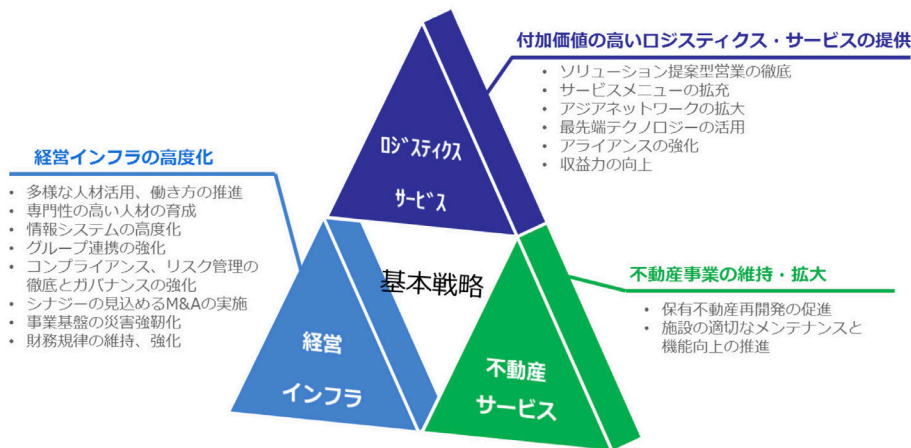 付加価値の高いロジスティクス・サービスの提供
• ソリューション提案型営業の徹底
• サービスメニューの拡充
• アジアネットワークの拡大
• 最先端テクノロジーの活用
• アライアンスの強化
• 収益力の向上
ロジスティクス
サービス
経営インフラの高度化
• 多様な人材活用、働き方の推進
• 専門性の高い人材の育成
• 情報システムの高度化
• グループ連携の強化
• コンプライアンス、リスク管理の
徹底とガバナンスの強化
• シナジーの見込めるM&Aの実施
• 事業基盤の災害強靭化
• 財務規律の維持、強化
基本戦略
不動産事業の維持・拡大
• 保有不動産再開発の促進
• 施設の適切なメンテナンスと
機能向上の推進
経営
インフラ
不動産
サービス